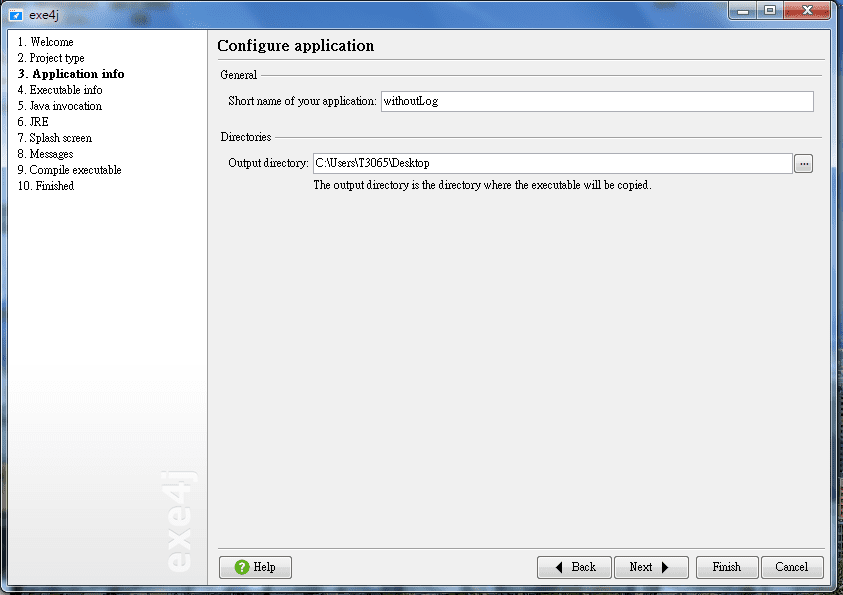 exe4j
1. Welcome
2. Project type
3. Application info
4. Executable info
5. Java invocation
6. JRE
7. Splash screen
8. Messages
9. Compile executable
10. Finished
exe4j
Configure application
General
Short name of your application: withoutLog
Directories
Output directory: C:\Users\T3065\Desktop ...
The output directory is the directory where the executable will be copied.
? Help Back Next Finish Cancel